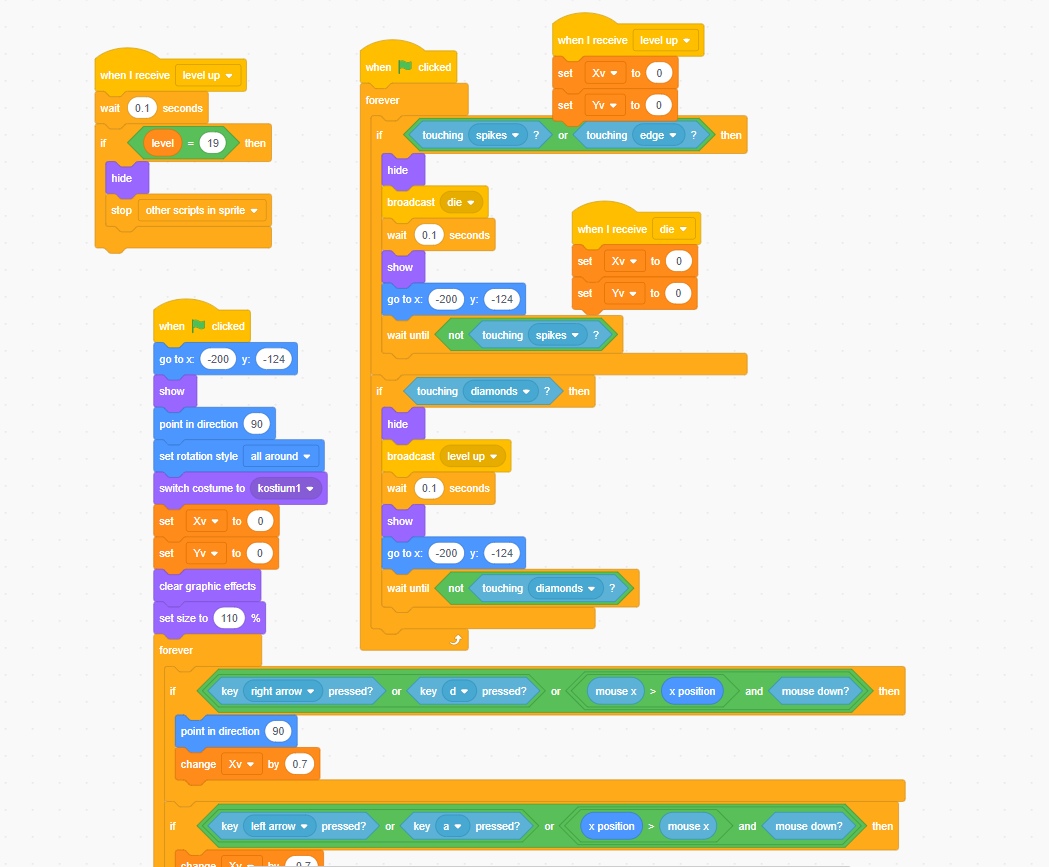 when I receive level up
wait 0.1 seconds
if level = 19 then
hide
stop other scripts in sprite
when clicked
go to x: -200 y: -124
show
point in direction 90
set rotation style all around
switch costume to kostium1
set Xv to 0
set Yv to 0
clear graphic effects
set size to 110 %
forever
if key right arrow pressed? or key d pressed? or mouse x > x position and mouse down? then
point in direction 90
change Xv by 0.7
if key left arrow pressed? or key a pressed? or x position > mouse x and mouse down? then
change Xv by -0.7
when clicked
forever
if touching spikes ? or touching edge ? then
hide
broadcast die
wait 0.1 seconds
show
go to x: -200 y: -124
wait until not touching spikes ?
if touching diamonds ? then
hide
broadcast level up
wait 0.1 seconds
show
go to x: -200 y: -124
wait until not touching diamonds ?
when I receive level up
set Xv to 0
set Yv to 0
when I receive die
set Xv to 0
set Yv to 0